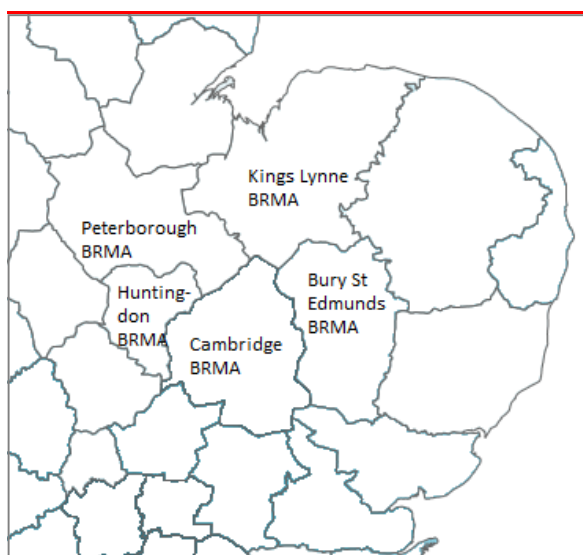 Kings Lynne
BRMA
Peterborough
BRMA
Bury St
Edmunds
BRMA
Hunting-
don
BRMA
Cambridge
BRMA